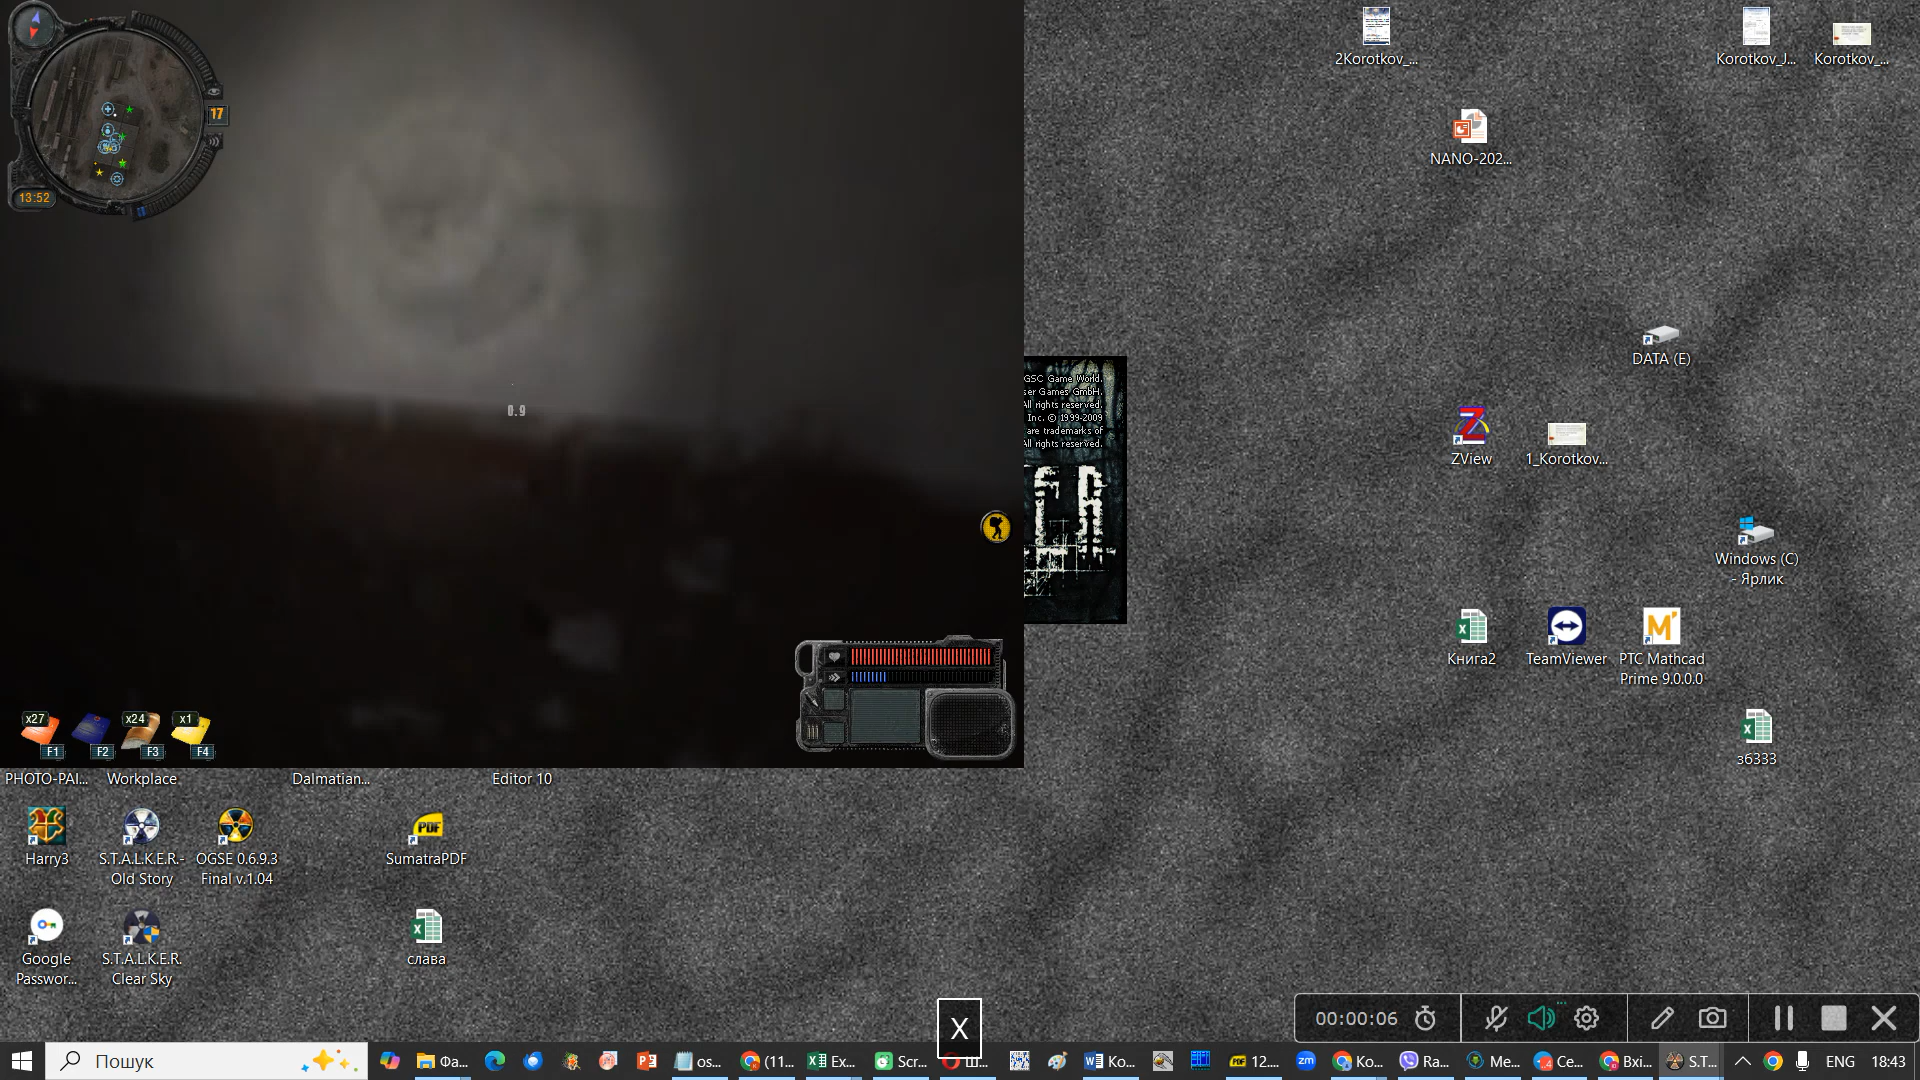 17
13:52
0.9
x27
F1
F2
x24
F3
x1
F4
GSC Game World.
ser Games GmbH.
All rights reserved.
Inc. © 1999-2009
are trademarks of
All rights reserved.
2Korotkov_...
Korotkov_J...
Korotkov_...
NANO-202...
DATA (E)
ZView
1_Korotkov...
Windows (C)
- Ярлик
Книга2
TeamViewer
PTC Mathcad
Prime 9.0.0.0
з6333
PHOTO-PAI...
Workplace
Dalmatian...
Editor 10
Harry3
S.T.A.L.K.E.R.-
Old Story
OGSE 0.6.9.3
Final v.1.04
PDF
SumatraPDF
Google
Passwor...
S.T.A.L.K.E.R.
Clear Sky
слава
X
00:00:06
Пошук
Фа...
os...
(11...
Ex...
Scr...
Ш...
Ko...
12....
zm
Ko...
Ra...
Me...
Ce...
Bxi...
S.T...
ENG
18:43